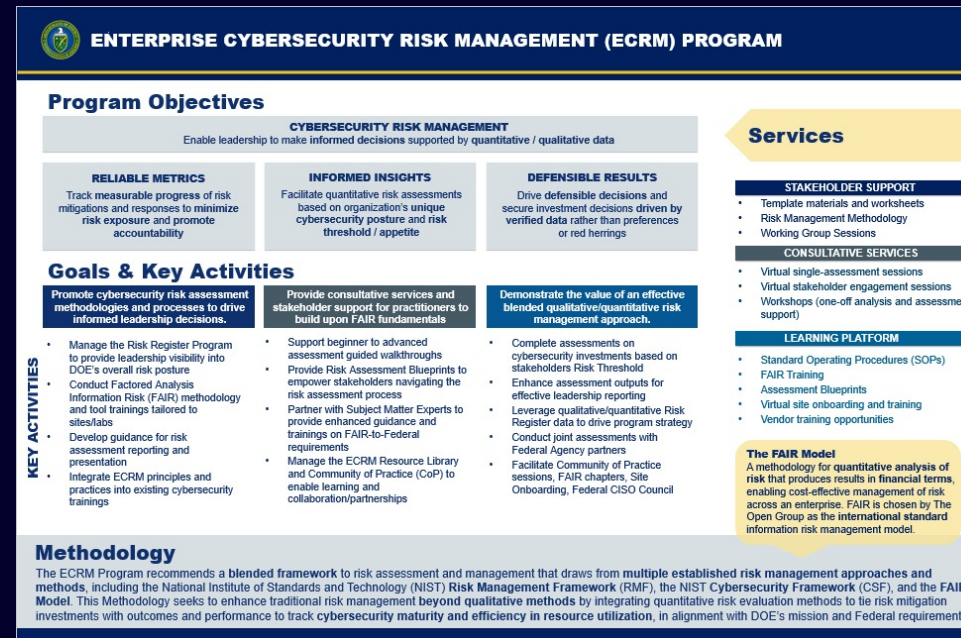 ENTERPRISE CYBERSECURITY RISK MANAGEMENT (ECRM) PROGRAM
Program Objectives
CYBERSECURITY RISK MANAGEMENT
Enable leadership to make informed decisions supported by quantitative / qualitative data
RELIABLE METRICS
Track measurable progress of risk
mitigations and responses to minimize
risk exposure and promote
accountability
INFORMED INSIGHTS
Facilitate quantitative risk assessments
based on organization's unique
cybersecurity posture and risk
threshold / appetite
DEFENSIBLE RESULTS
Drive defensible decisions and
secure investment decisions driven by
verified data rather than preferences
or red herrings
Goals & Key Activities
KEY ACTIVITIES
Promote cybersecurity risk assessment
methodologies and processes to drive
informed leadership decisions.
• Manage the Risk Register Program
to provide leadership visibility into
DOE's overall risk posture
• Conduct Factored Analysis
Information Risk (FAIR) methodology
and tool trainings tailored to
sites/labs
• Develop guidance for risk
assessment reporting and
presentation
• Integrate ECRM principles and
practices into existing cybersecurity
trainings
Provide consultative services and
stakeholder support for practitioners to
build upon FAIR fundamentals
• Support beginner to advanced
assessment guided walkthroughs
• Provide Risk Assessment Blueprints to
empower stakeholders navigating the
risk assessment process
• Partner with Subject Matter Experts to
provide enhanced guidance and
trainings on FAIR-to-Federal
requirements
• Manage the ECRM Resource Library
and Community of Practice (CoP) to
enable learning and
collaboration/partnerships
Demonstrate the value of an effective
blended qualitative/quantitative risk
management approach.
• Complete assessments on
cybersecurity investments based on
stakeholders Risk Threshold
• Enhance assessment outputs for
effective leadership reporting
• Leverage qualitative/quantitative Risk
Register data to drive program strategy
• Conduct joint assessments with
Federal Agency partners
• Facilitate Community of Practice
sessions, FAIR chapters, Site
Onboarding, Federal CISO Council
Services
STAKEHOLDER SUPPORT
• Template materials and worksheets
• Risk Management Methodology
• Working Group Sessions
CONSULTATIVE SERVICES
• Virtual single-assessment sessions
• Virtual stakeholder engagement sessions
• Workshops (one-off analysis and assessme
support)
LEARNING PLATFORM
• Standard Operating Procedures (SOPs)
• FAIR Training
• Assessment Blueprints
• Virtual site onboarding and training
• Vendor training opportunities
The FAIR Model
A methodology for quantitative analysis of
risk that produces results in financial terms,
enabling cost-effective management of risk
across an enterprise. FAIR is chosen by The
Open Group as the international standard
information risk management model.
Methodology
The ECRM Program recommends a blended framework to risk assessment and management that draws from multiple established risk management approaches and
methods, including the National Institute of Standards and Technology (NIST) Risk Management Framework (RMF), the NIST Cybersecurity Framework (CSF), and the FAIR
Model. This Methodology seeks to enhance traditional risk management beyond qualitative methods by integrating quantitative risk evaluation methods to tie risk mitigation
investments with outcomes and performance to track cybersecurity maturity and efficiency in resource utilization, in alignment with DOE's mission and Federal requirement